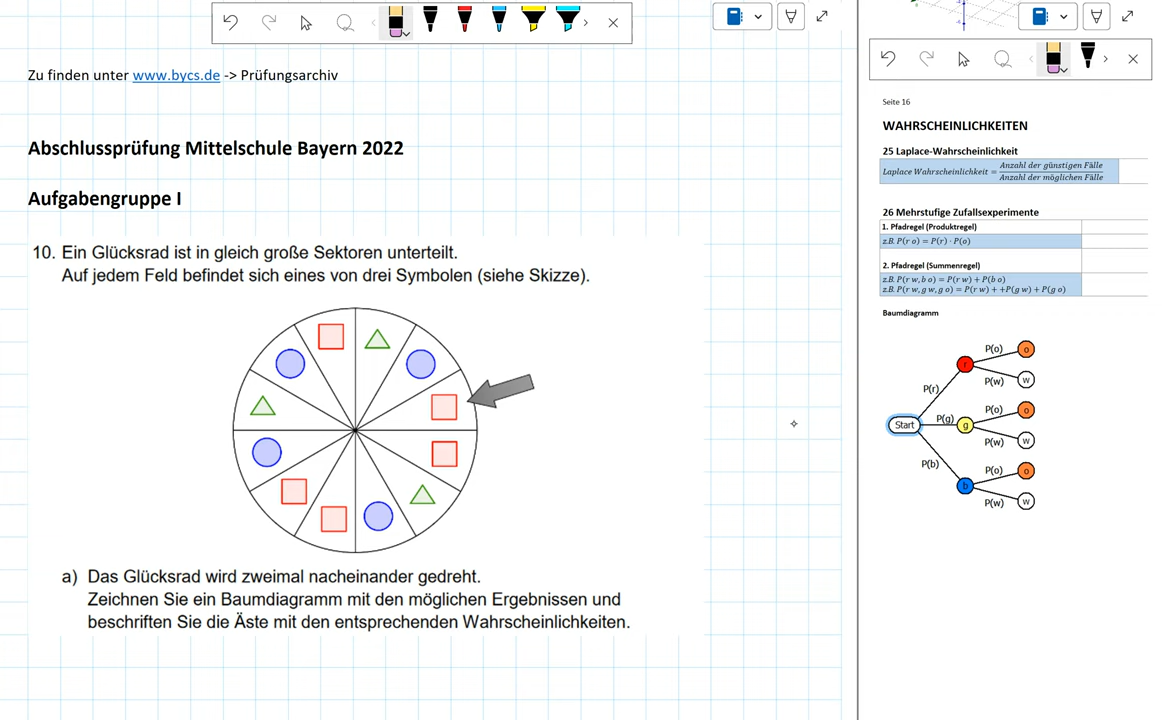 Zu finden unter www.bycs.de -> Prüfungsarchiv
Abschlussprüfung Mittelschule Bayern 2022
Aufgabengruppe I
10. Ein Glücksrad ist in gleich große Sektoren unterteilt.
Auf jedem Feld befindet sich eines von drei Symbolen (siehe Skizze).
a) Das Glücksrad wird zweimal nacheinander gedreht.
Zeichnen Sie ein Baumdiagramm mit den möglichen Ergebnissen und
beschriften Sie die Äste mit den entsprechenden Wahrscheinlichkeiten.
Seite 16
WAHRSCHEINLICHKEITEN
25 Laplace-Wahrscheinlichkeit
Laplace Wahrscheinlichkeit = Anzahl der günstigen Fälle / Anzahl der möglichen Fälle
26 Mehrstufige Zufallsexperimente
1. Pfadregel (Produktregel)
z.B. P(r o) = P(r) · P(o)
2. Pfadregel (Summenregel)
z.B. P(r w, b o) = P(r w) + P(b o)
z.B. P(r w, g w, g o) = P(r w) + +P(g w) + P(g o)
Baumdiagramm
P(o)
o
r
P(r)
P(w)
w
P(o)
o
Start
P(g)
g
P(w)
w
P(b)
P(o)
o
b
P(w)
w